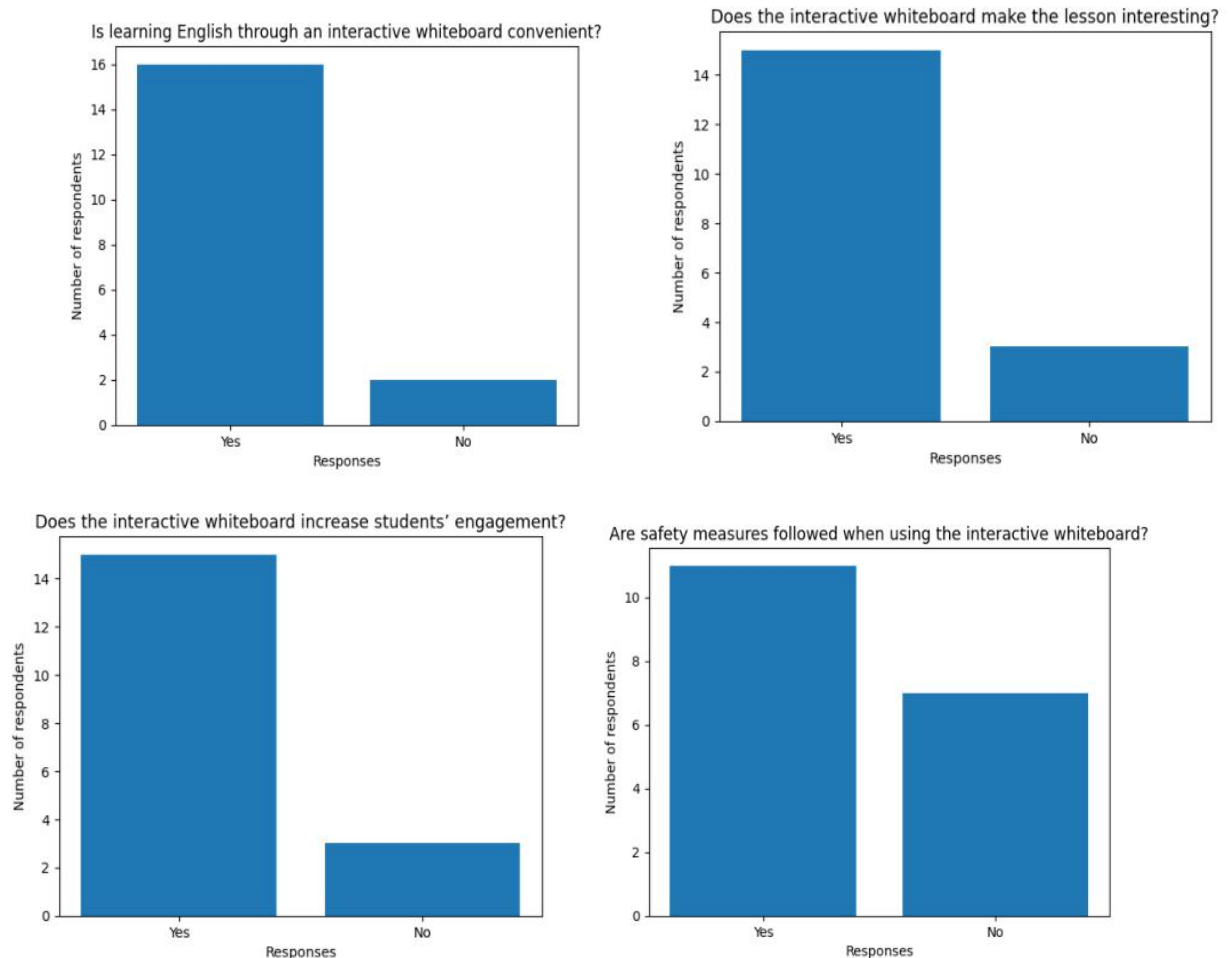 Is learning English through an interactive whiteboard convenient?
Number of respondents
16
14
12
10
8
6
4
2
0
Yes No
Responses
Does the interactive whiteboard make the lesson interesting?
Number of respondents
14
12
10
8
6
4
2
0
Yes No
Responses
Does the interactive whiteboard increase students’ engagement?
Number of respondents
14
12
10
8
6
4
2
0
Yes No
Responses
Are safety measures followed when using the interactive whiteboard?
Number of respondents
10
8
6
4
2
0
Yes No
Responses